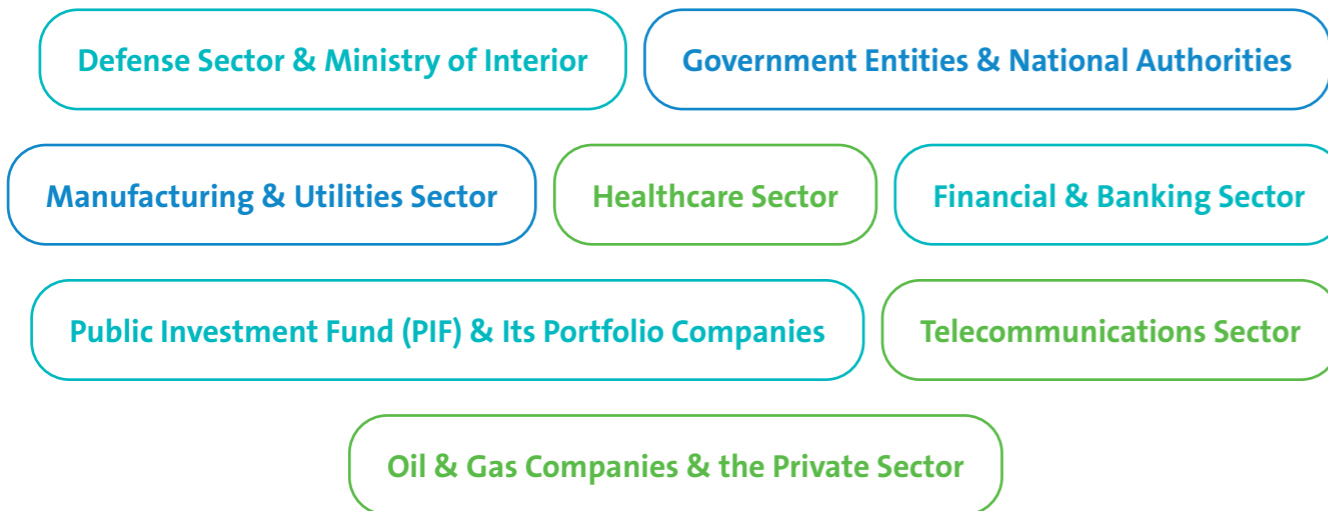 Defense Sector & Ministry of Interior
Government Entities & National Authorities
Manufacturing & Utilities Sector
Healthcare Sector
Financial & Banking Sector
Public Investment Fund (PIF) & Its Portfolio Companies
Telecommunications Sector
Oil & Gas Companies & the Private Sector